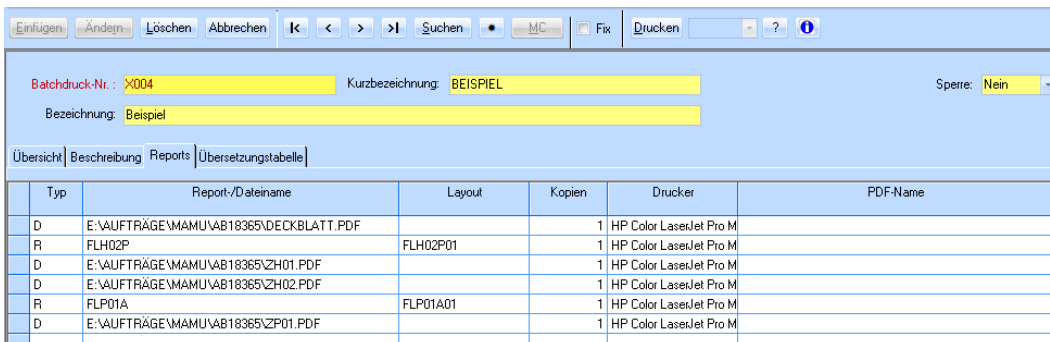 Einfügen Ändern Löschen Abbrechen Suchen MC Fix Drucken ?
Batchdruck-Nr. : X004 Kurzbezeichnung: BEISPIEL Sperre: Nein
Bezeichnung: Beispiel
Übersicht Beschreibung Reports Übersetzungstabelle
Typ Report-/Dateiname Layout Kopien Drucker PDF-Name
D E:\AUFTRÄGE\MAMU\AB18365\DECKBLATT.PDF 1 HP Color LaserJet Pro M
R FLH02P FLH02P01 1 HP Color LaserJet Pro M
D E:\AUFTRÄGE\MAMU\AB18365\ZH01.PDF 1 HP Color LaserJet Pro M
D E:\AUFTRÄGE\MAMU\AB18365\ZH02.PDF 1 HP Color LaserJet Pro M
R FLP01A FLP01A01 1 HP Color LaserJet Pro M
D E:\AUFTRÄGE\MAMU\AB18365\ZP01.PDF 1 HP Color LaserJet Pro M